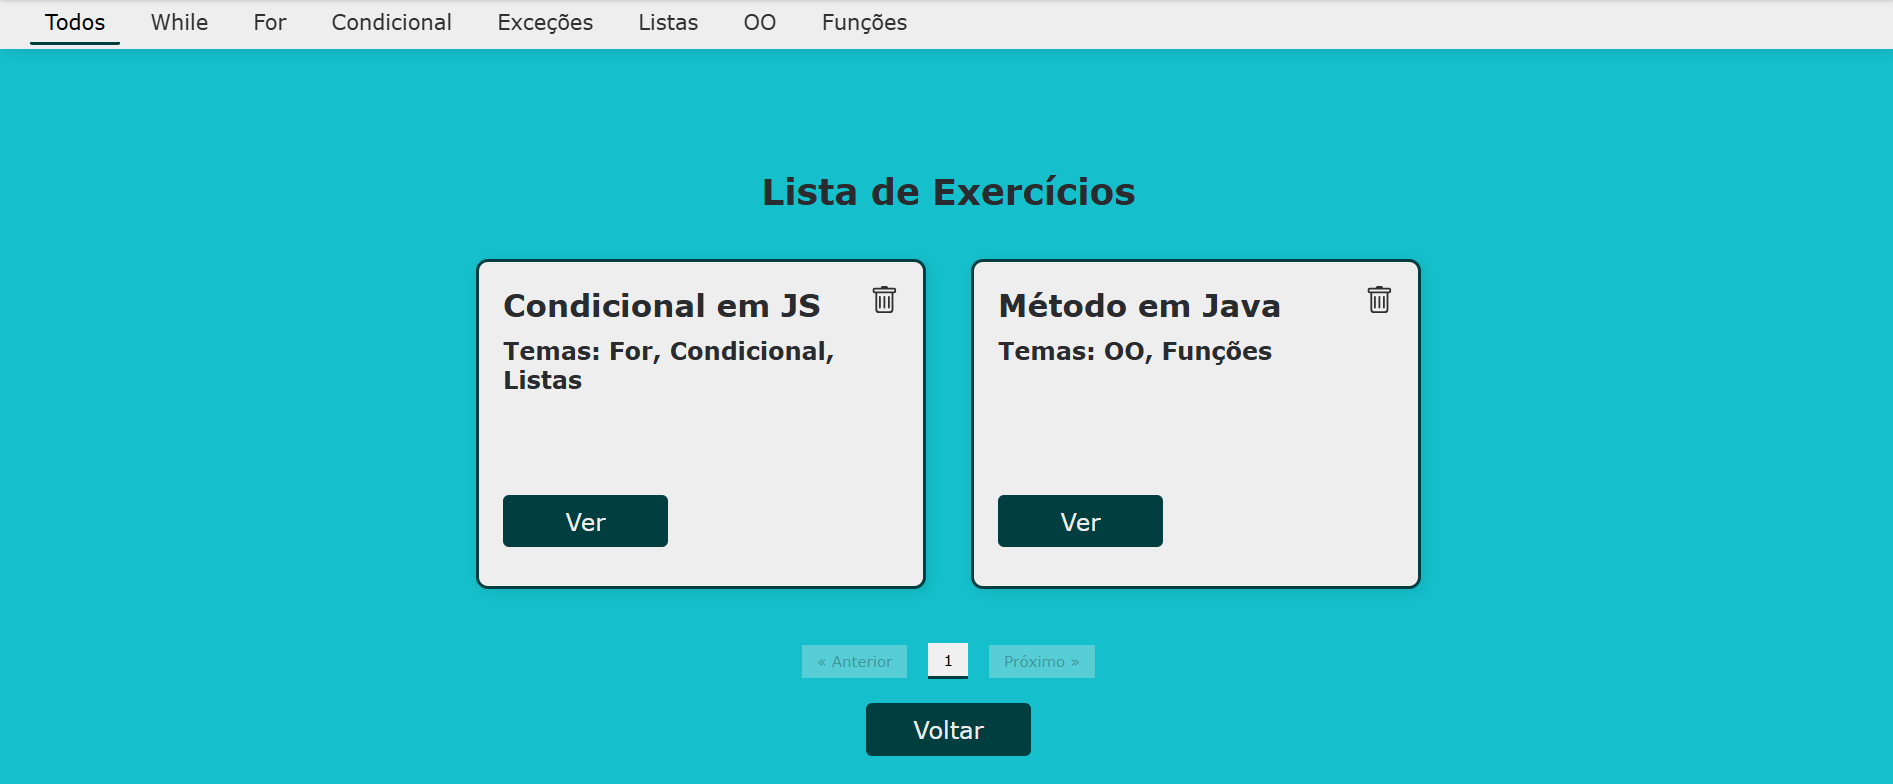 Todos While For Condicional Exceções Listas OO Funções
Lista de Exercícios
Condicional em JS
Temas: For, Condicional,
Listas
Ver
Método em Java
Temas: OO, Funções
Ver
« Anterior 1 Próximo »
Voltar